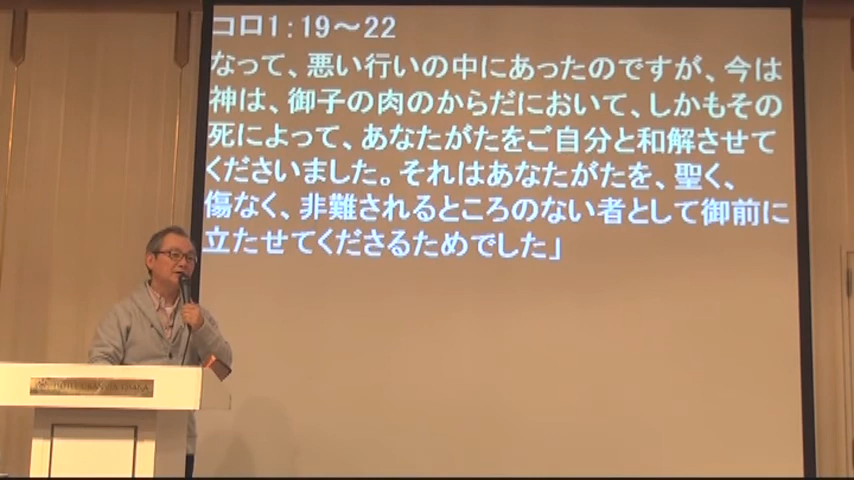 コロ1:19～22
なって、悪い行いの中にあったのですが、今は
神は、御子の肉のからだにおいて、しかもその
死によって、あなたがたをご自分と和解させて
くださいました。それはあなたがたを、聖く、
傷なく、非難されるところのない者として御前に
立たせてくださるためでした」